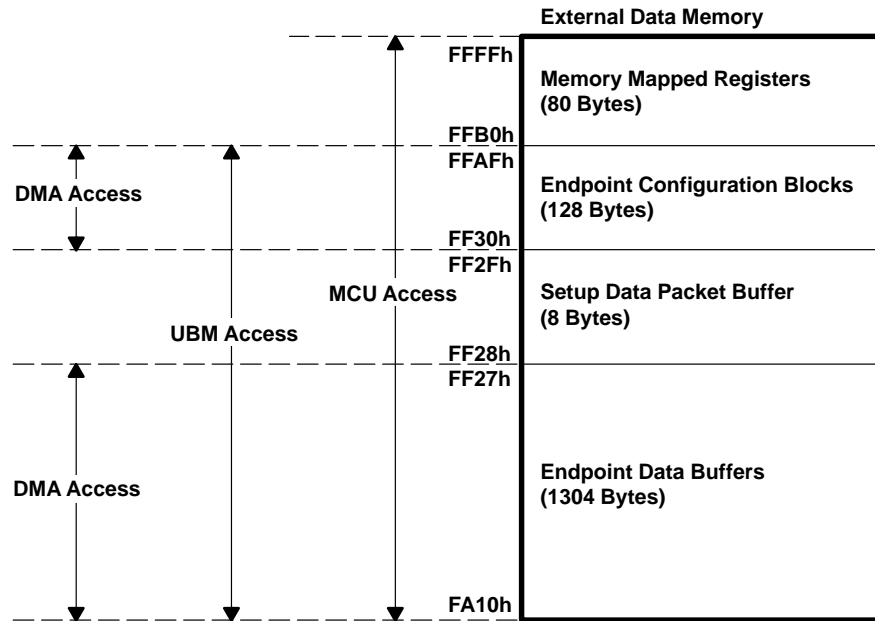 External Data Memory
FFFFh
Memory Mapped Registers
(80 Bytes)
FFB0h
FFAFh
DMA Access
Endpoint Configuration Blocks
(128 Bytes)
FF30h
FF2Fh
MCU Access
Setup Data Packet Buffer
(8 Bytes)
UBM Access
FF28h
FF27h
DMA Access
Endpoint Data Buffers
(1304 Bytes)
FA10h